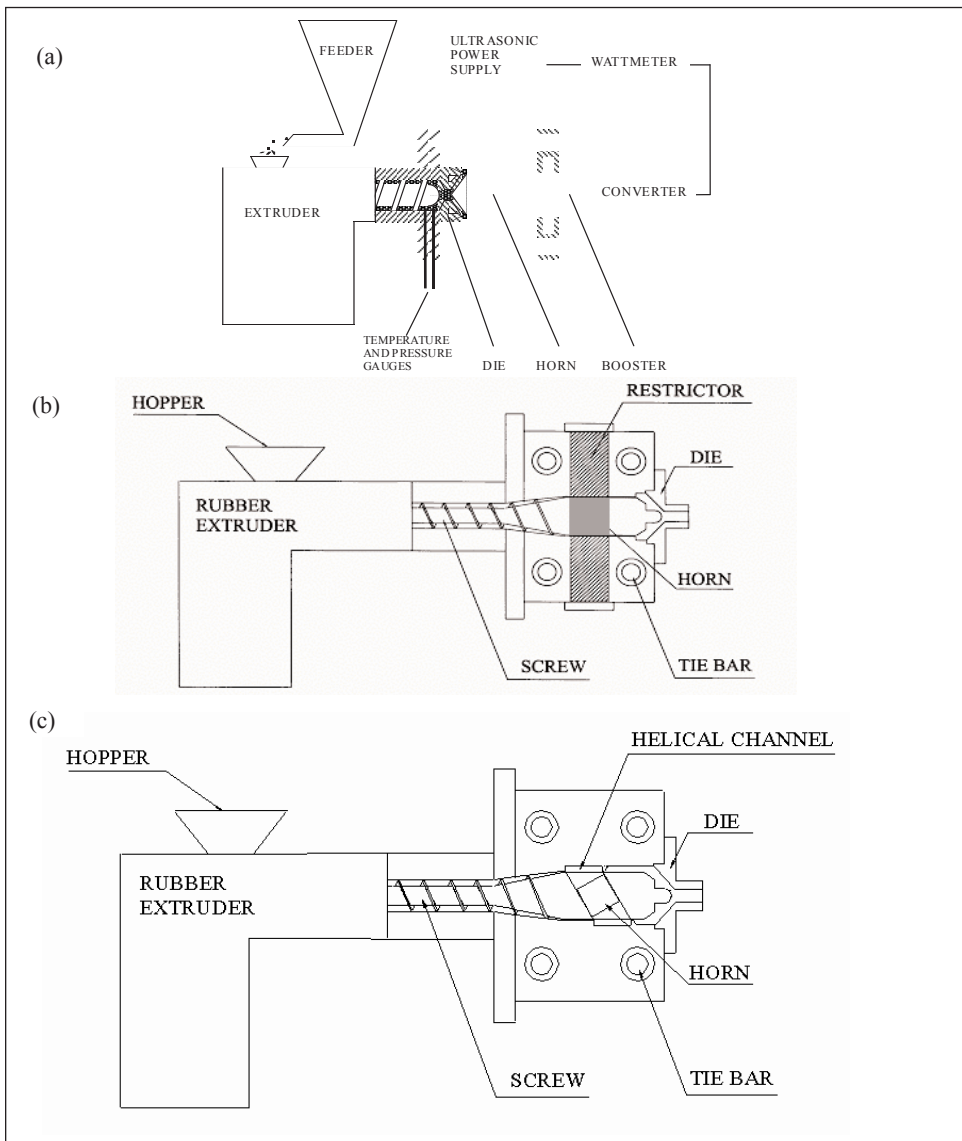 (a)
FEEDER
ULTRASONIC
POWER
SUPPLY
WATTMETER
EXTRUDER
CONVERTER
TEMPERATURE
AND PRESSURE
GAUGES
DIE
HORN
BOOSTER
(b)
HOPPER
RESTRICTOR
DIE
RUBBER
EXTRUDER
HORN
SCREW
TIE BAR
(c)
HOPPER
HELICAL CHANNEL
DIE
RUBBER
EXTRUDER
HORN
SCREW
TIE BAR